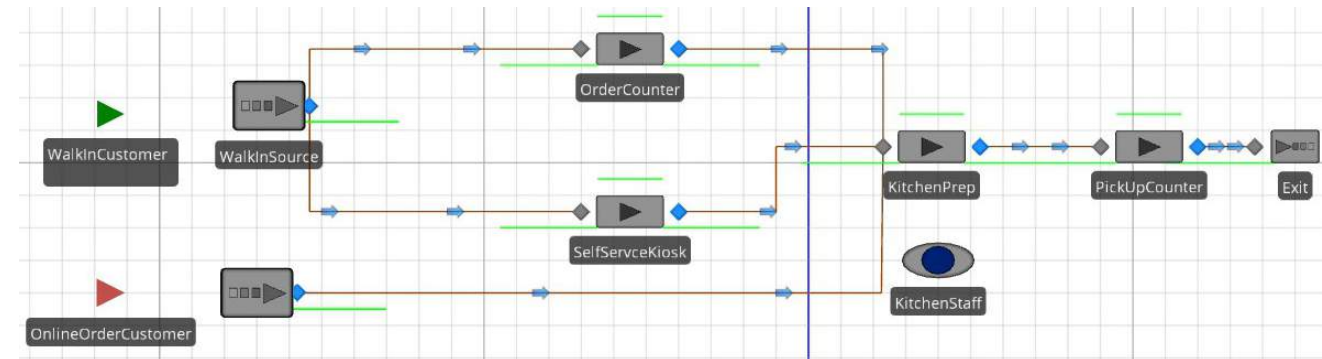 OrderCounter
WalkInCustomer
WalkInSource
KitchenPrep
PickUpCounter
Exit
SelfServceKiosk
KitchenStaff
OnlineOrderCustomer